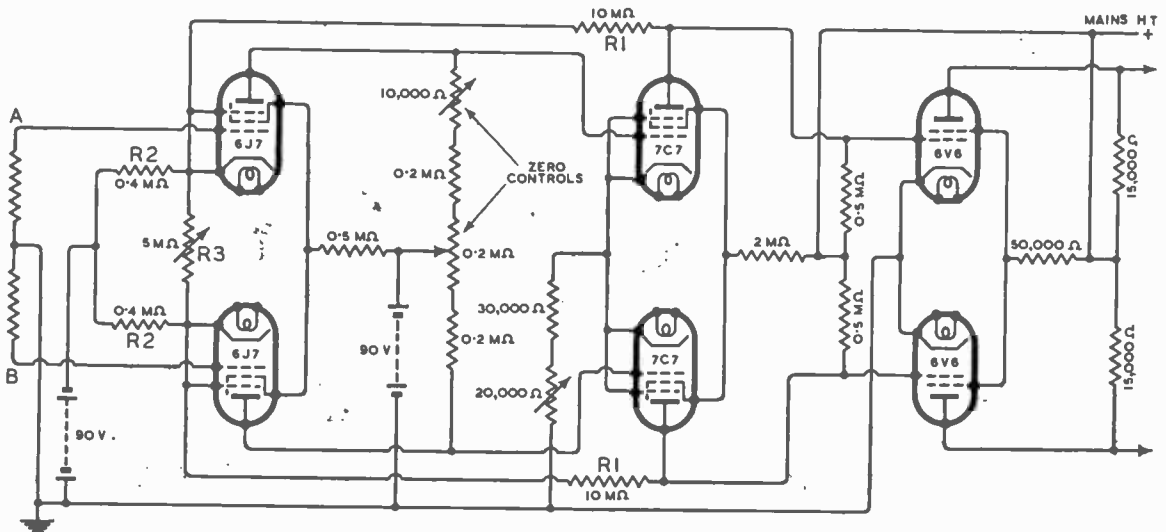 10 MΩ
R1
MAINS H T
+
A
10,000 Ω
6J7
7C7
6V6
R2
0.4 MΩ
0.2 MΩ
ZERO
CONTROLS
0.5 MΩ
15,000 Ω
5 MΩ
R3
0.5 MΩ
0.2 MΩ
2 MΩ
50,000 Ω
0.4 MΩ
R2
30,000 Ω
0.5 MΩ
6J7
90 V
0.2 MΩ
7C7
6V6
15,000 Ω
B
20,000 Ω
90 V.
R1
10 MΩ